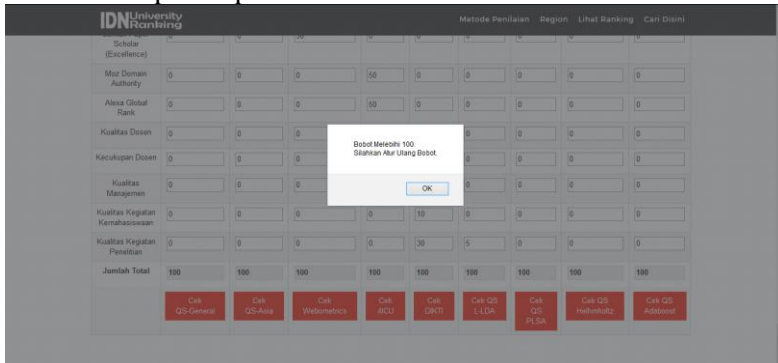 IDN University Ranking
Metode Penilaian Region Lihat Ranking Cari Disini
Scholar
(Excellence)
Moz Domain
Authority
0 0 0 50 0 0 0 0 0
Alexa Global
Rank
0 0 0 50 0 0 0 0 0
Kualitas Dosen
0 0 0 0 0 0 0
Kecukupan Dosen
0 0 0 0 0 0 0
Kualitas
Manajemen
0 0 0 0 0 0 0
Kualitas Kegiatan
Kemahasiswaan
0 0 0 0 10 0 0 0 0
Kualitas Kegiatan
Penelitian
0 0 0 0 30 0 0 0
Jumlah Total
100 100 100 100 100 100 100 100 100
Cek QS-General
Cek QS-Asia
Cek Webometrics
Cek 4ICU
Cek DIKTI
Cek QS L-LDA
Cek QS PLSA
Cek QS Helhmlultz
Cek QS Adaboost
Bobot Melebihi 100.
Silahkan Atur Ulang Bobot.
OK